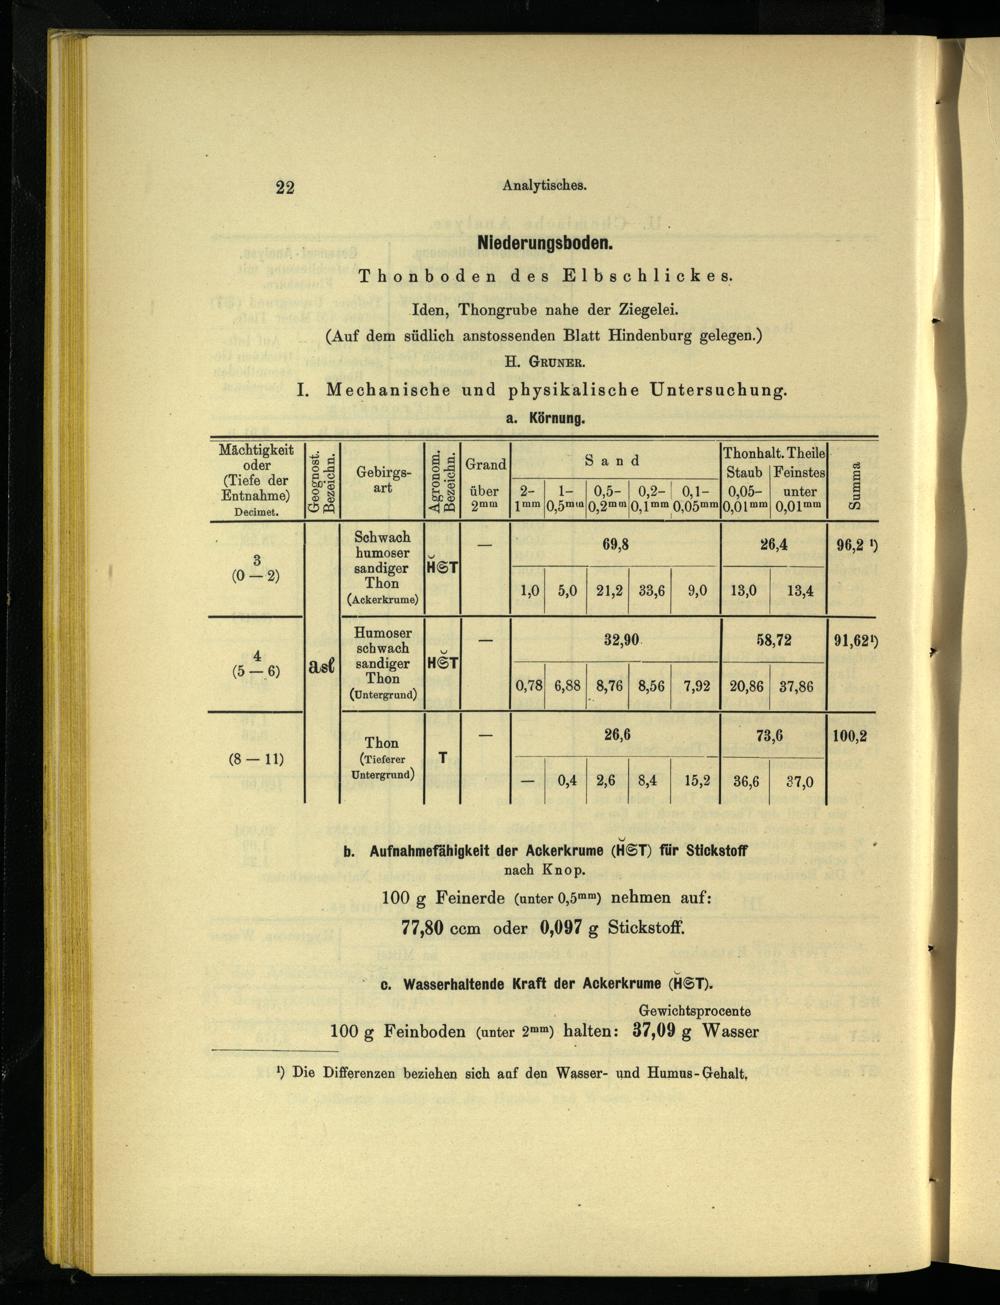 22 Analytisches.
Niederungsboden.
Thonboden des Elbschlickes.
Iden, Thongrube nahe der Ziegelei.
(Auf dem südlich anstossenden Blatt Hindenburg gelegen.)
H. GRUNER.
I. Mechanische und physikalische Untersuchung.
a. Körnung.
Mächtigkeit oder (Tiefe der Entnahme) Decimet. | Geognost. Bezeichn. | Gebirgs-art | Agronom. Bezeichn. | Grand über 2mm | Sand | Thonhalt. Theile | Summa
2-1mm | 1-0,5mm | 0,5-0,2mm | 0,2-0,1mm | 0,1-0,05mm | Staub 0,05-0,01mm | Feinstes unter 0,01mm
3 (0—2) | Schwach humoser sandiger Thon (Ackerkrume) | H̆ST | — | 69,8 | 26,4 | 96,2 ¹)
1,0 | 5,0 | 21,2 | 33,6 | 9,0 | 13,0 | 13,4
4 (5—6) | asl | Humoser schwach sandiger Thon (Untergrund) | HS̆T | — | 32,90 | 58,72 | 91,62¹)
0,78 | 6,88 | 8,76 | 8,56 | 7,92 | 20,86 | 37,86
(8—11) | Thon (Tieferer Untergrund) | T | — | 26,6 | 73,6 | 100,2
— | 0,4 | 2,6 | 8,4 | 15,2 | 36,6 | 37,0
b. Aufnahmefähigkeit der Ackerkrume (H̆ST) für Stickstoff
nach Knop.
100 g Feinerde (unter 0,5mm) nehmen auf:
77,80 ccm oder 0,097 g Stickstoff.
c. Wasserhaltende Kraft der Ackerkrume (H̆ST).
Gewichtsprocente
100 g Feinboden (unter 2mm) halten: 37,09 g Wasser
¹) Die Differenzen beziehen sich auf den Wasser- und Humus-Gehalt.